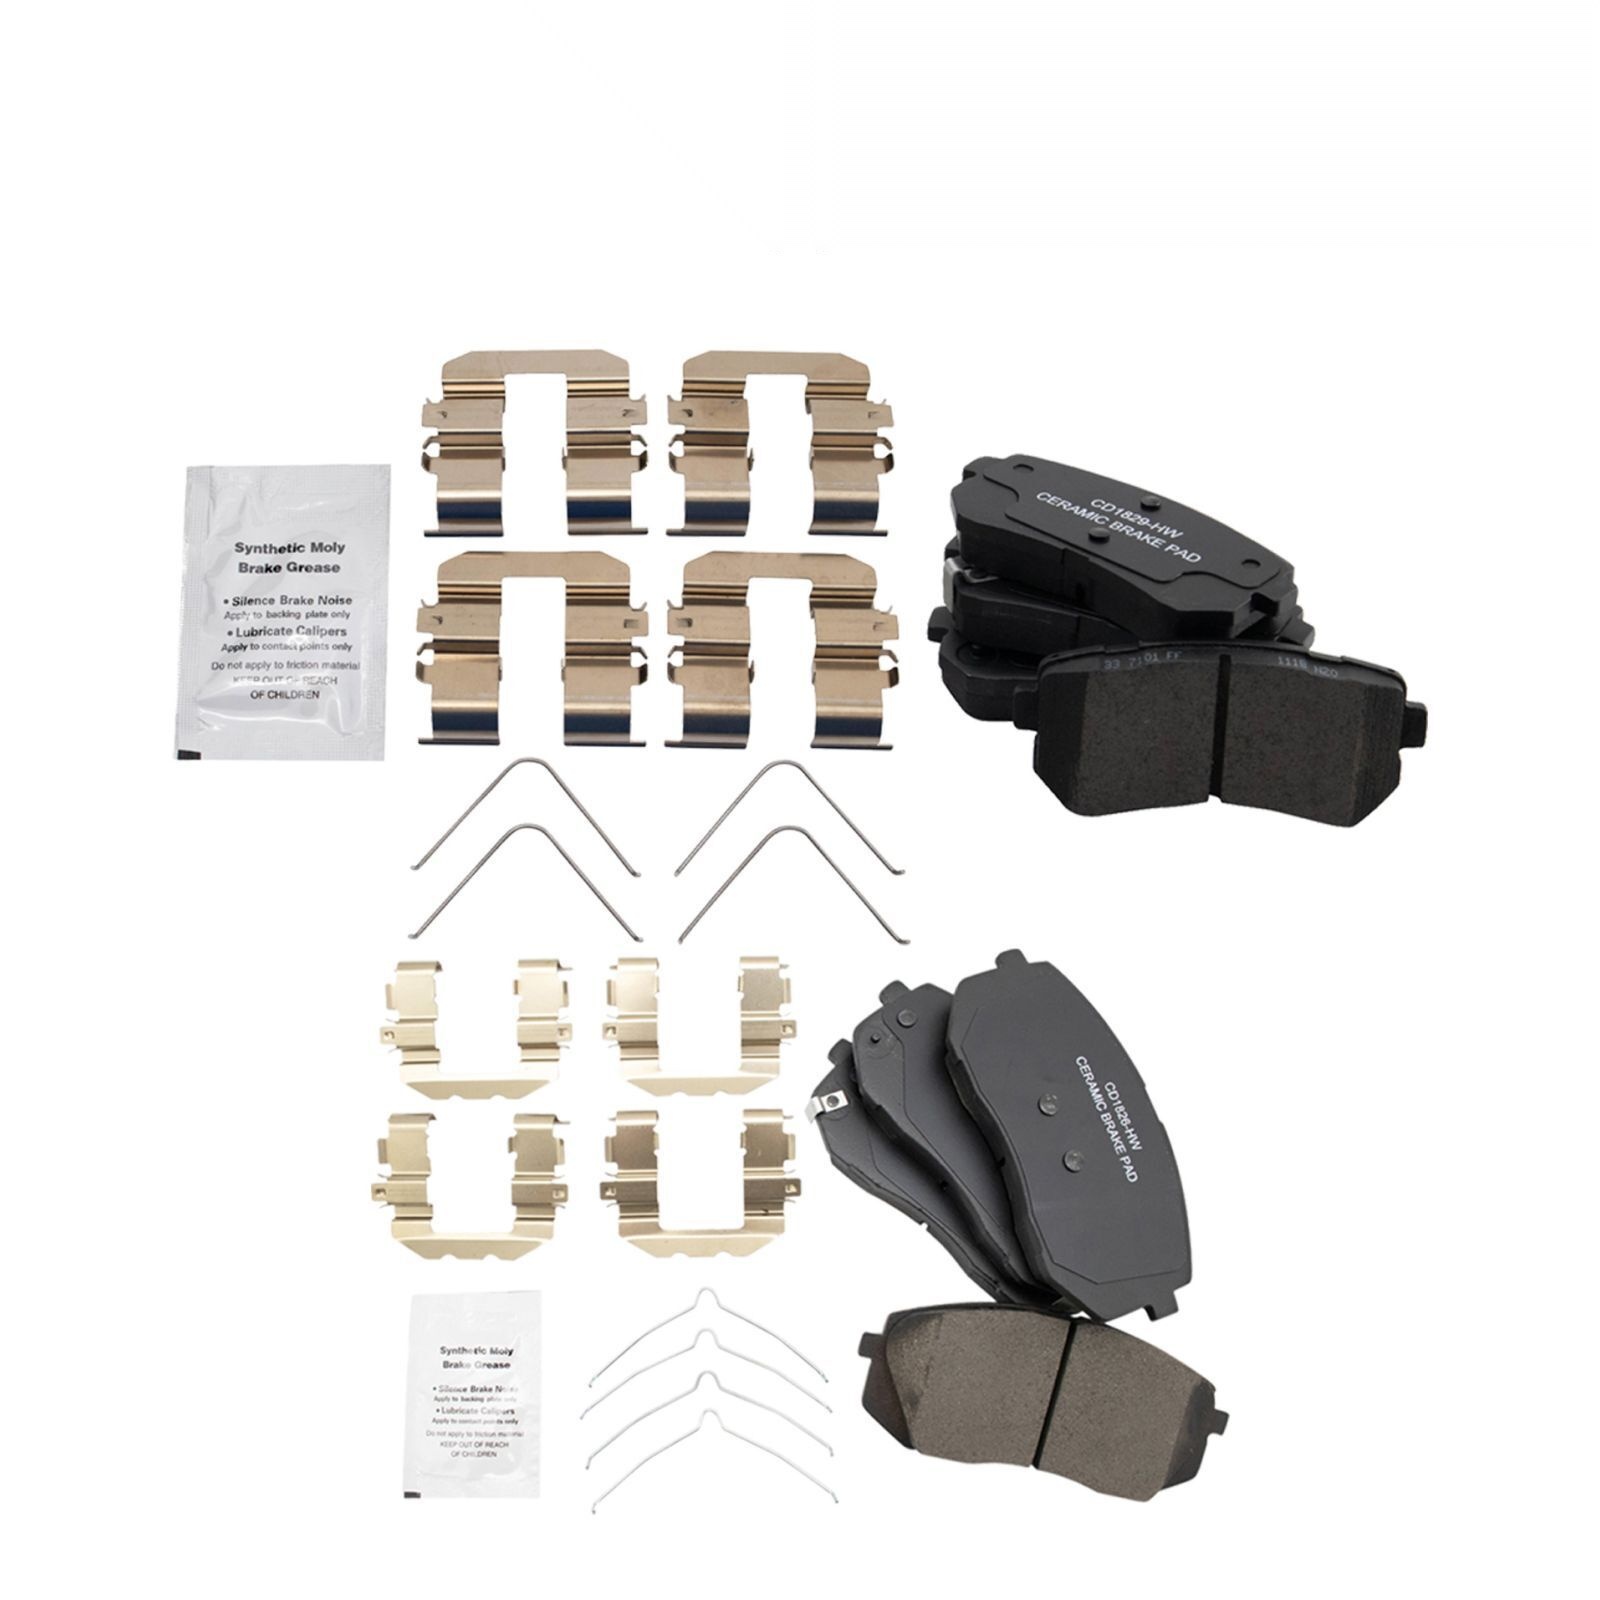 Synthetic Moly
Brake Grease
• Silence Brake Noise
Apply to backing plate only
• Lubricate Calipers
Apply to contact points only
Do not apply to friction material
KEEP OUT OF REACH
OF CHILDREN
CD1829-HW
CERAMIC BRAKE PAD
33 7101 FF
1118 H20
CD1826-HW
CERAMIC BRAKE PAD
Synthetic Moly
Brake Grease
• Silence Brake Noise
Apply to backing plate only
• Lubricate Calipers
Apply to contact points only
Do not apply to friction material
KEEP OUT OF REACH
OF CHILDREN